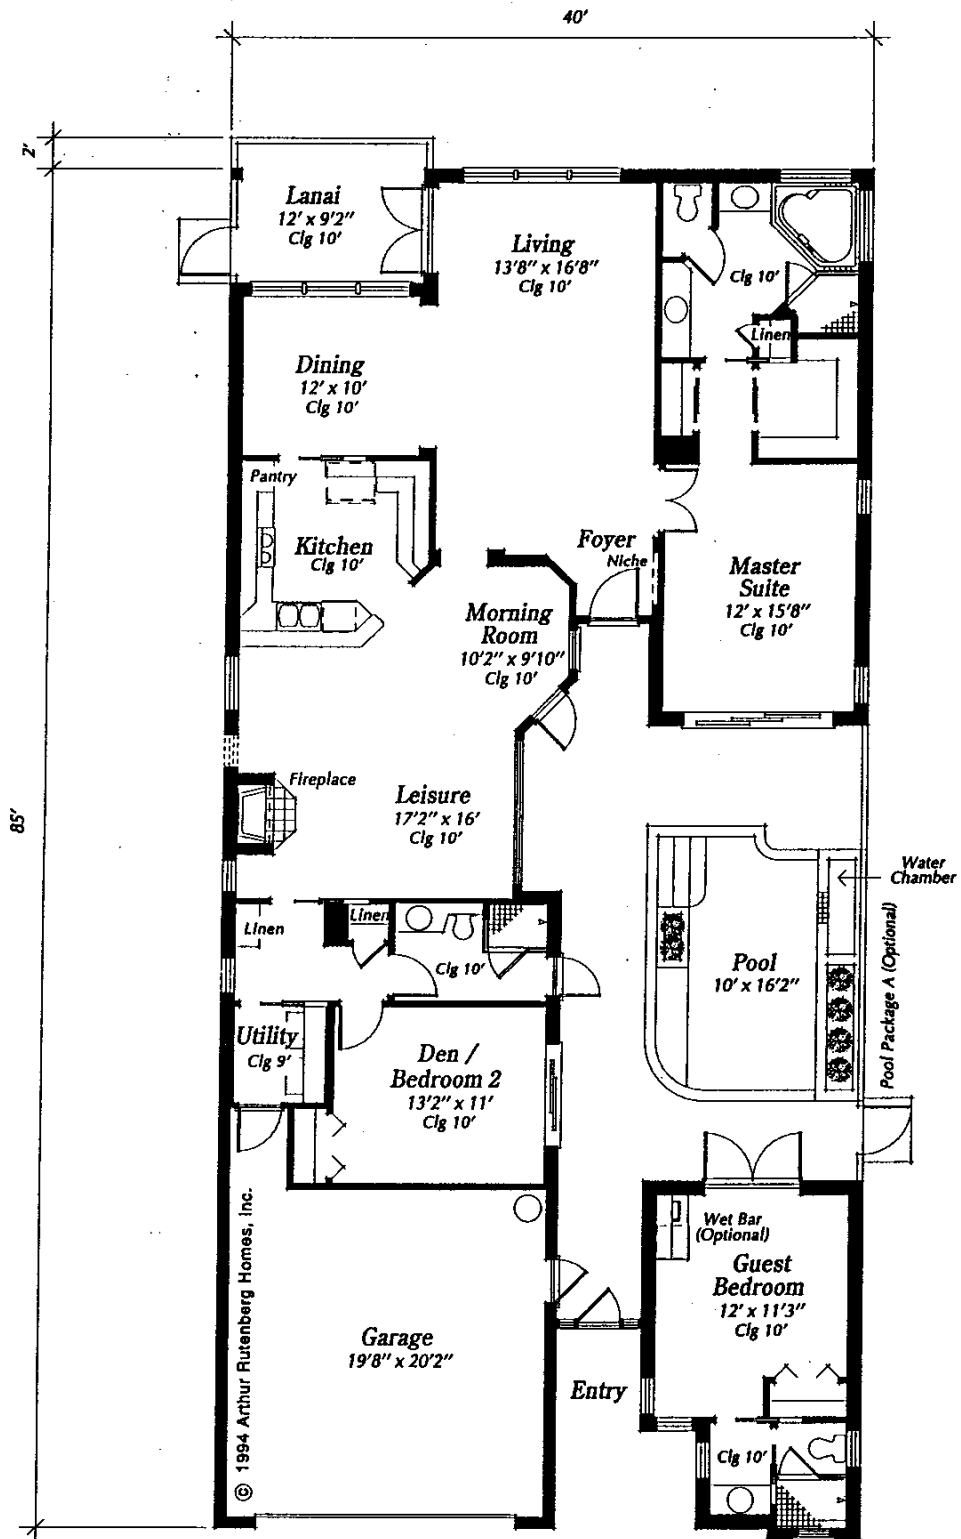 40'
2'
Lanai
12' x 9'2"
Clg 10'
Living
13'8" x 16'8"
Clg 10'
Clg 10'
Linen
Dining
12' x 10'
Clg 10'
Pantry
Kitchen
Clg 10'
Foyer
Niche
Master
Suite
12' x 15'8"
Clg 10'
Morning
Room
10'2" x 9'10"
Clg 10'
85'
Fireplace
Leisure
17'2" x 16'
Clg 10'
Water
Chamber
Linen
Linen
Clg 10'
Pool
10' x 16'2"
Pool Package A (Optional)
Utility
Clg 9'
Den /
Bedroom 2
13'2" x 11'
Clg 10'
Wet Bar
(Optional)
Guest
Bedroom
12' x 11'3"
Clg 10'
Garage
19'8" x 20'2"
Entry
Clg 10'
© 1994 Arthur Rutenberg Homes, Inc.